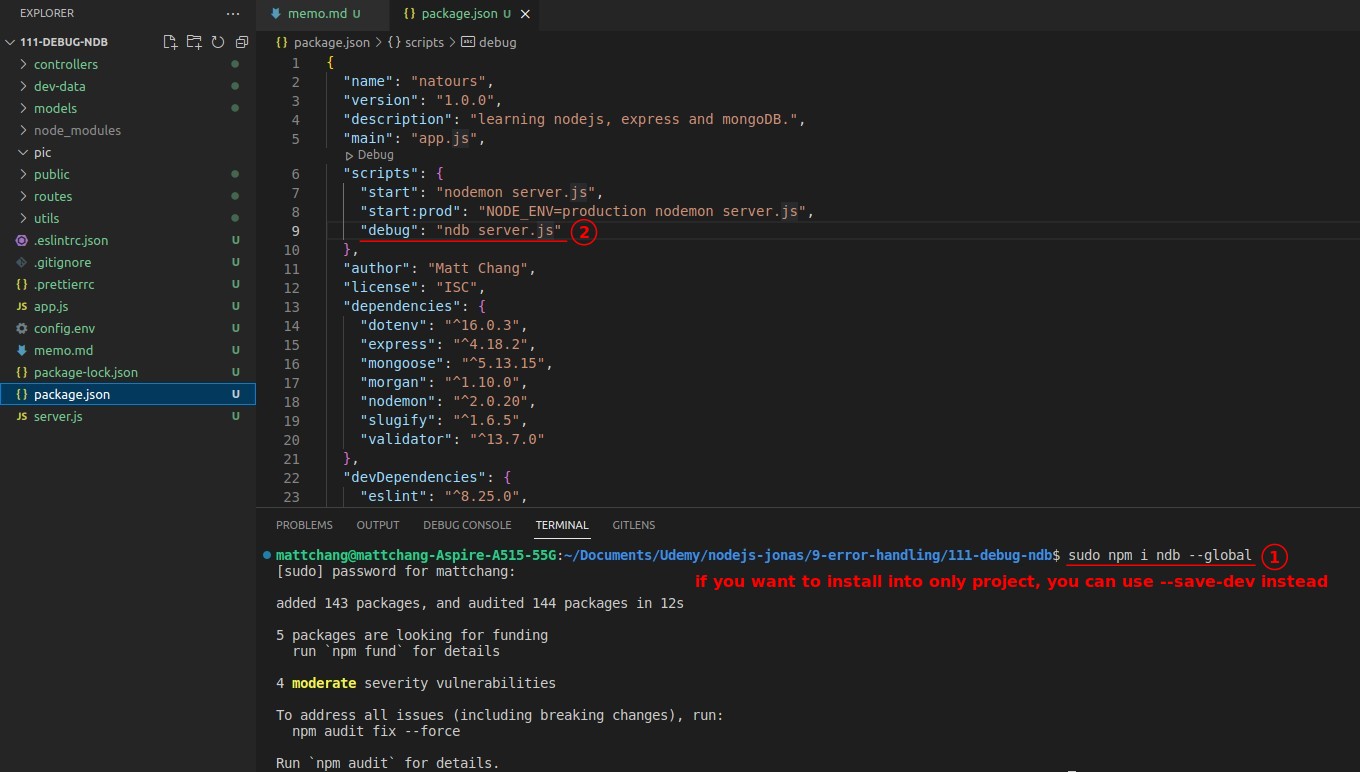 EXPLORER
111-DEBUG-NDB
controllers
dev-data
models
node_modules
pic
public
routes
utils
.eslintrc.json U
.gitignore U
.prettierrc U
app.js U
config.env U
memo.md U
package-lock.json U
package.json U
server.js U
memo.md U
package.json U
package.json > {} scripts > debug
1 {
2 "name": "natours",
3 "version": "1.0.0",
4 "description": "learning nodejs, express and mongoDB.",
5 "main": "app.js",
Debug
6 "scripts": {
7 "start": "nodemon server.js",
8 "start:prod": "NODE_ENV=production nodemon server.js",
9 "debug": "ndb server.js" 2
10 },
11 "author": "Matt Chang",
12 "license": "ISC",
13 "dependencies": {
14 "dotenv": "^16.0.3",
15 "express": "^4.18.2",
16 "mongoose": "^5.13.15",
17 "morgan": "^1.10.0",
18 "nodemon": "^2.0.20",
19 "slugify": "^1.6.5",
20 "validator": "^13.7.0"
21 },
22 "devDependencies": {
23 "eslint": "^8.25.0",
PROBLEMS OUTPUT DEBUG CONSOLE TERMINAL GITLENS
mattchang@mattchang-Aspire-A515-55G:~/Documents/Udemy/nodejs-jonas/9-error-handling/111-debug-ndb$ sudo npm i ndb --global 1
[sudo] password for mattchang:
if you want to install into only project, you can use --save-dev instead
added 143 packages, and audited 144 packages in 12s
5 packages are looking for funding
run `npm fund` for details
4 moderate severity vulnerabilities
To address all issues (including breaking changes), run:
npm audit fix --force
Run `npm audit` for details.